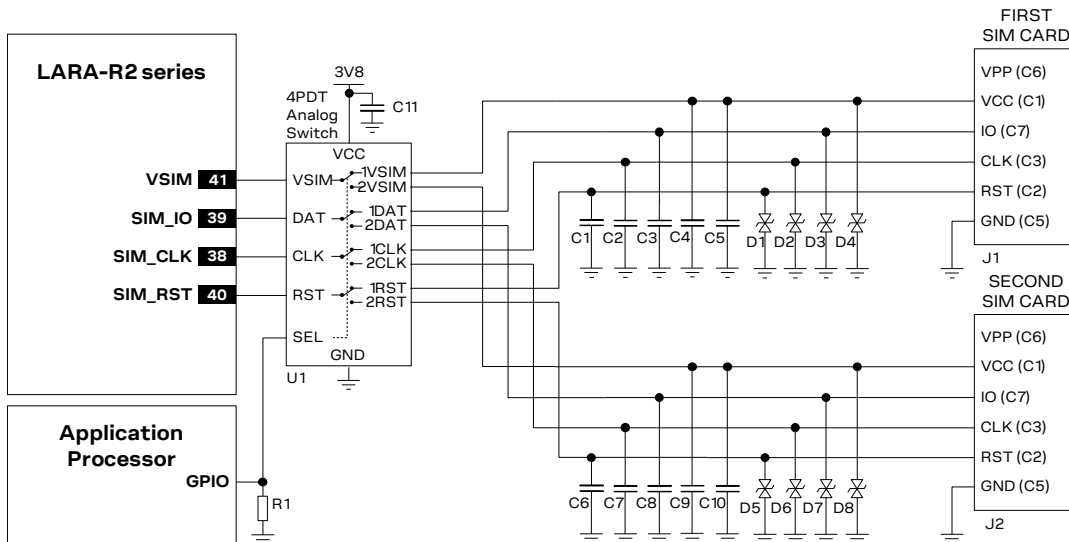 LARA-R2 series
VSIM 41
SIM_IO 39
SIM_CLK 38
SIM_RST 40
Application
Processor
GPIO
R1
3V8
C11
4PDT
Analog
Switch
VCC
VSIM
1VSIM
2VSIM
DAT
1DAT
2DAT
CLK
1CLK
2CLK
RST
1RST
2RST
SEL
GND
U1
C1 C2 C3 C4 C5 D1 D2 D3 D4
FIRST
SIM CARD
VPP (C6)
VCC (C1)
IO (C7)
CLK (C3)
RST (C2)
GND (C5)
J1
C6 C7 C8 C9 C10 D5 D6 D7 D8
SECOND
SIM CARD
VPP (C6)
VCC (C1)
IO (C7)
CLK (C3)
RST (C2)
GND (C5)
J2